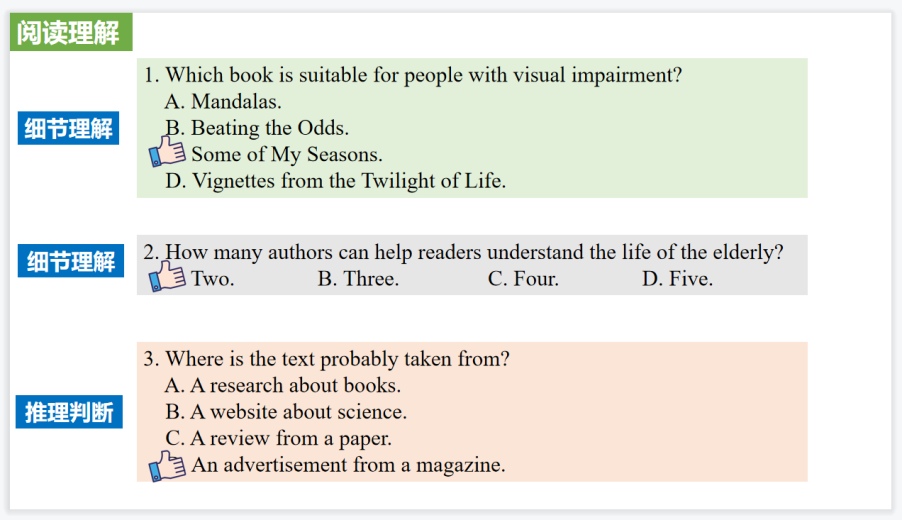 阅读理解
1. Which book is suitable for people with visual impairment?
A. Mandalas.
细节理解
B. Beating the Odds.
Some of My Seasons.
D. Vignettes from the Twilight of Life.
细节理解
2. How many authors can help readers understand the life of the elderly?
Two. B. Three. C. Four. D. Five.
3. Where is the text probably taken from?
A. A research about books.
推理判断
B. A website about science.
C. A review from a paper.
An advertisement from a magazine.